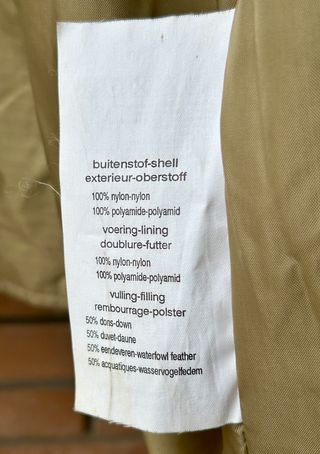 buitenstof-shell
exterieur-oberstoff
100% nylon-nylon
100% polyamide-polyamid
voering-lining
doublure-futter
100% nylon-nylon
100% polyamide-polyamid
vulling-filling
rembourrage-polster
50% dons-down
50% duvet-daune
50% eendeveren-waterfowl feather
50% acquatiques-wasservogelfedern